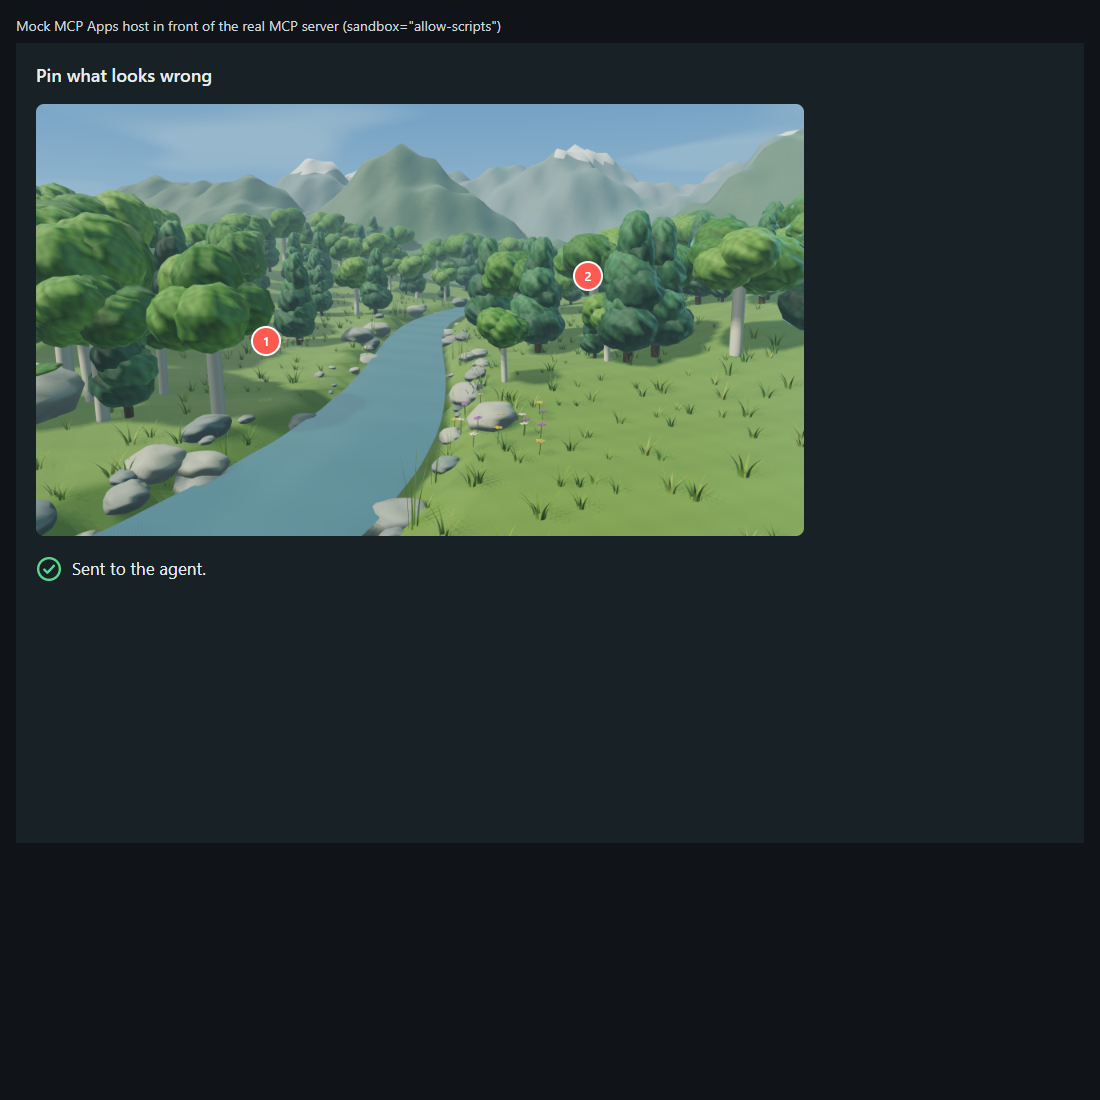 Mock MCP Apps host in front of the real MCP server (sandbox="allow-scripts")
Pin what looks wrong
2
1
Sent to the agent.